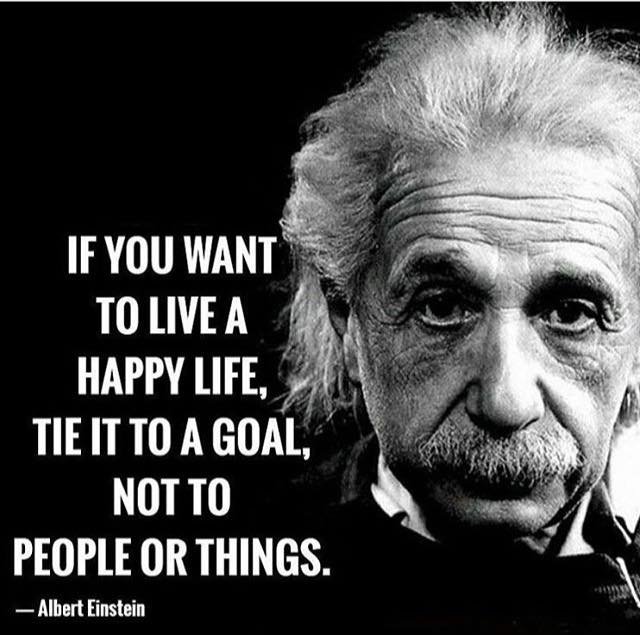 IF YOU WANT
TO LIVE A
HAPPY LIFE,
TIE IT TO A GOAL,
NOT TO
PEOPLE OR THINGS.
— Albert Einstein